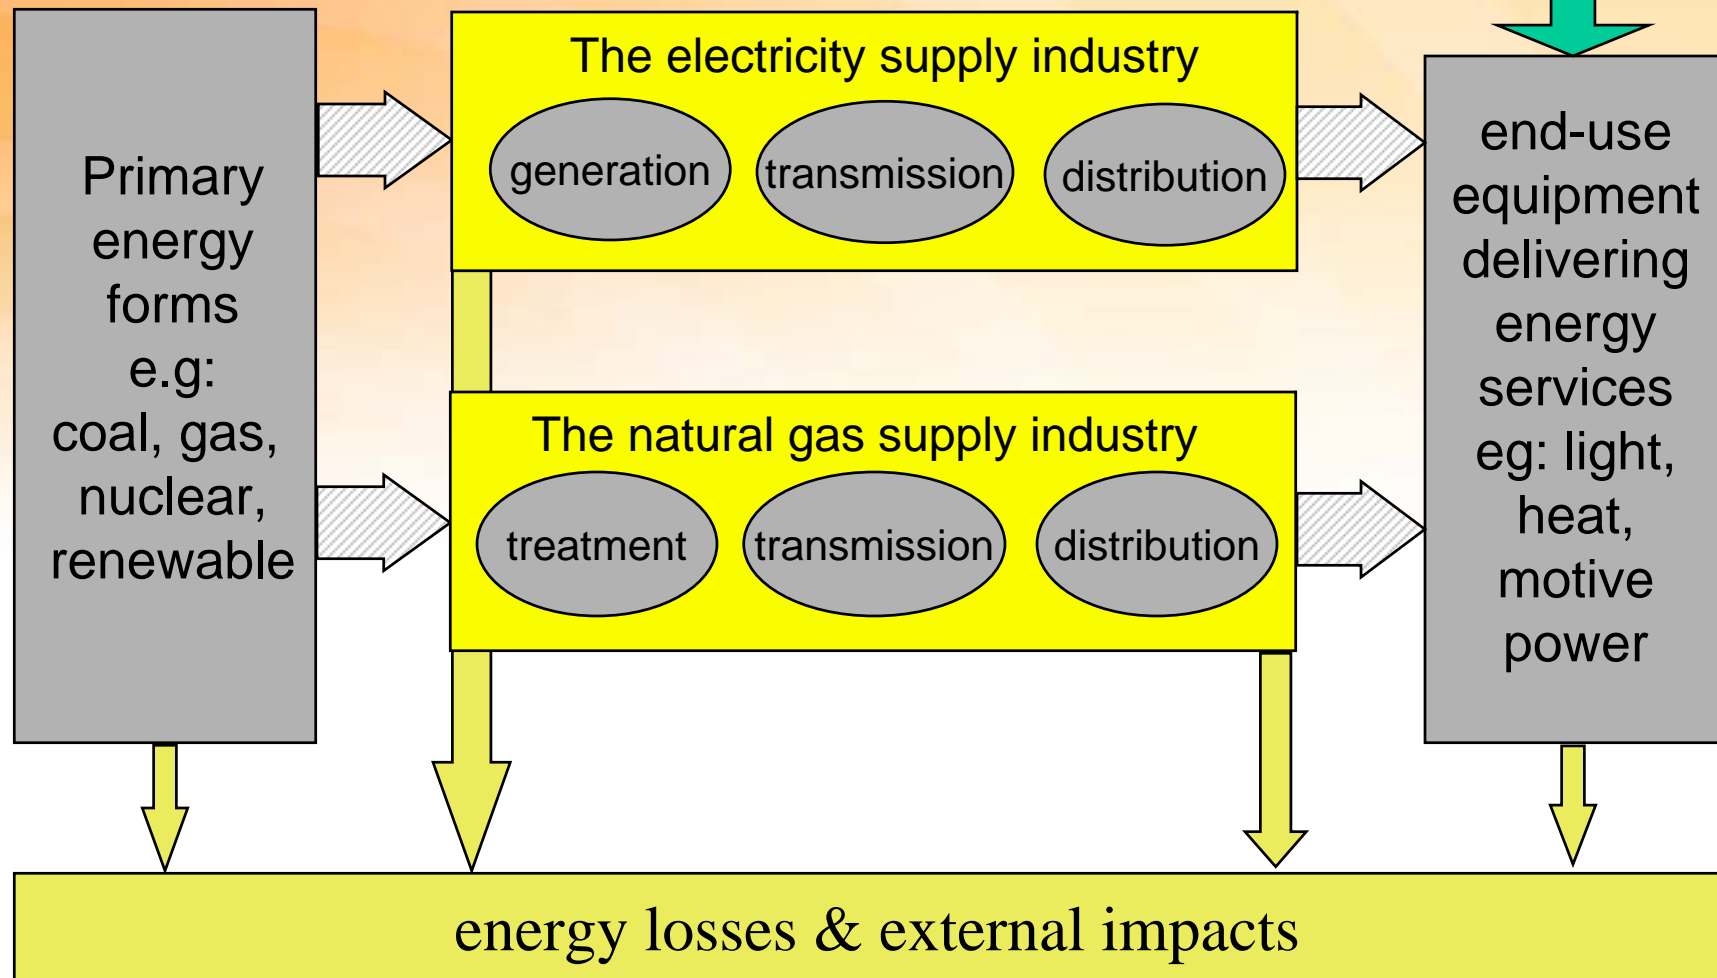 Primary
energy
forms
e.g:
coal, gas,
nuclear,
renewable
The electricity supply industry
generation
transmission
distribution
The natural gas supply industry
treatment
transmission
distribution
end-use
equipment
delivering
energy
services
eg: light,
heat,
motive
power
energy losses & external impacts